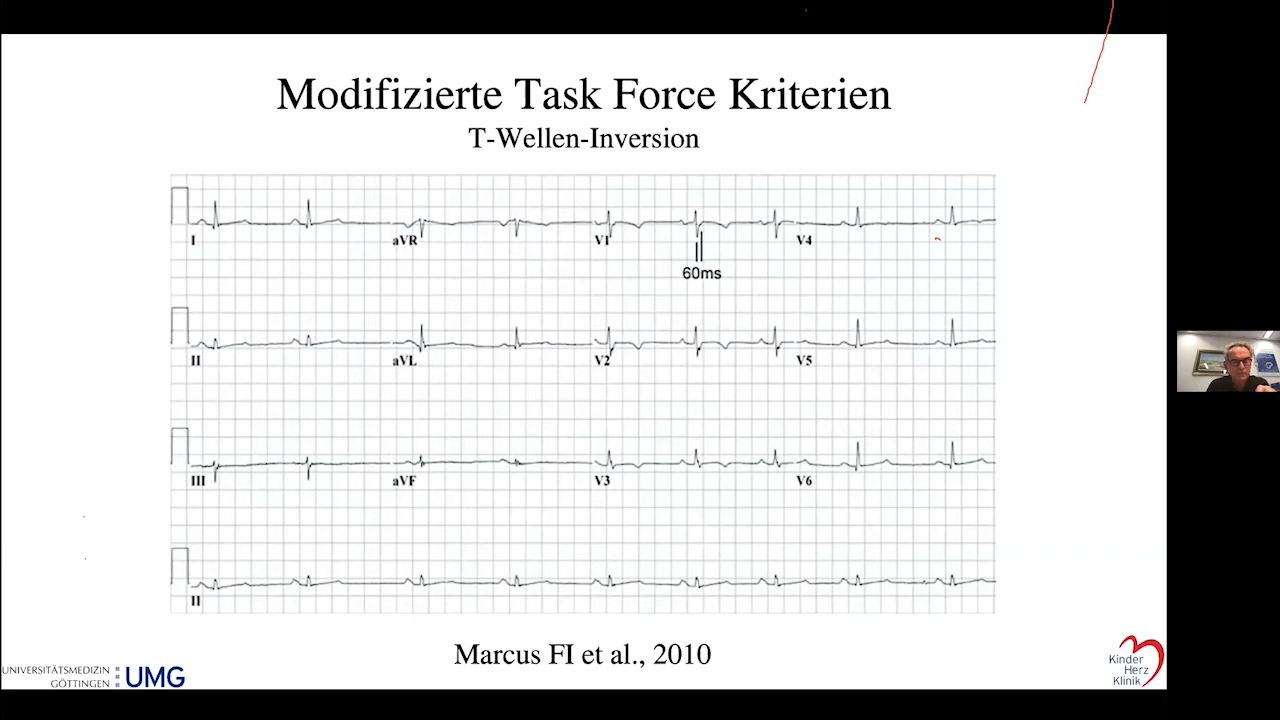 Modifizierte Task Force Kriterien
T-Wellen-Inversion
I
aVR
V1
V4
60ms
II
aVL
V2
V5
III
aVF
V3
V6
II
Marcus FI et al., 2010
UNIVERSITÄTSMEDIZIN
GÖTTINGEN
UMG
Kinder
Herz
Klinik